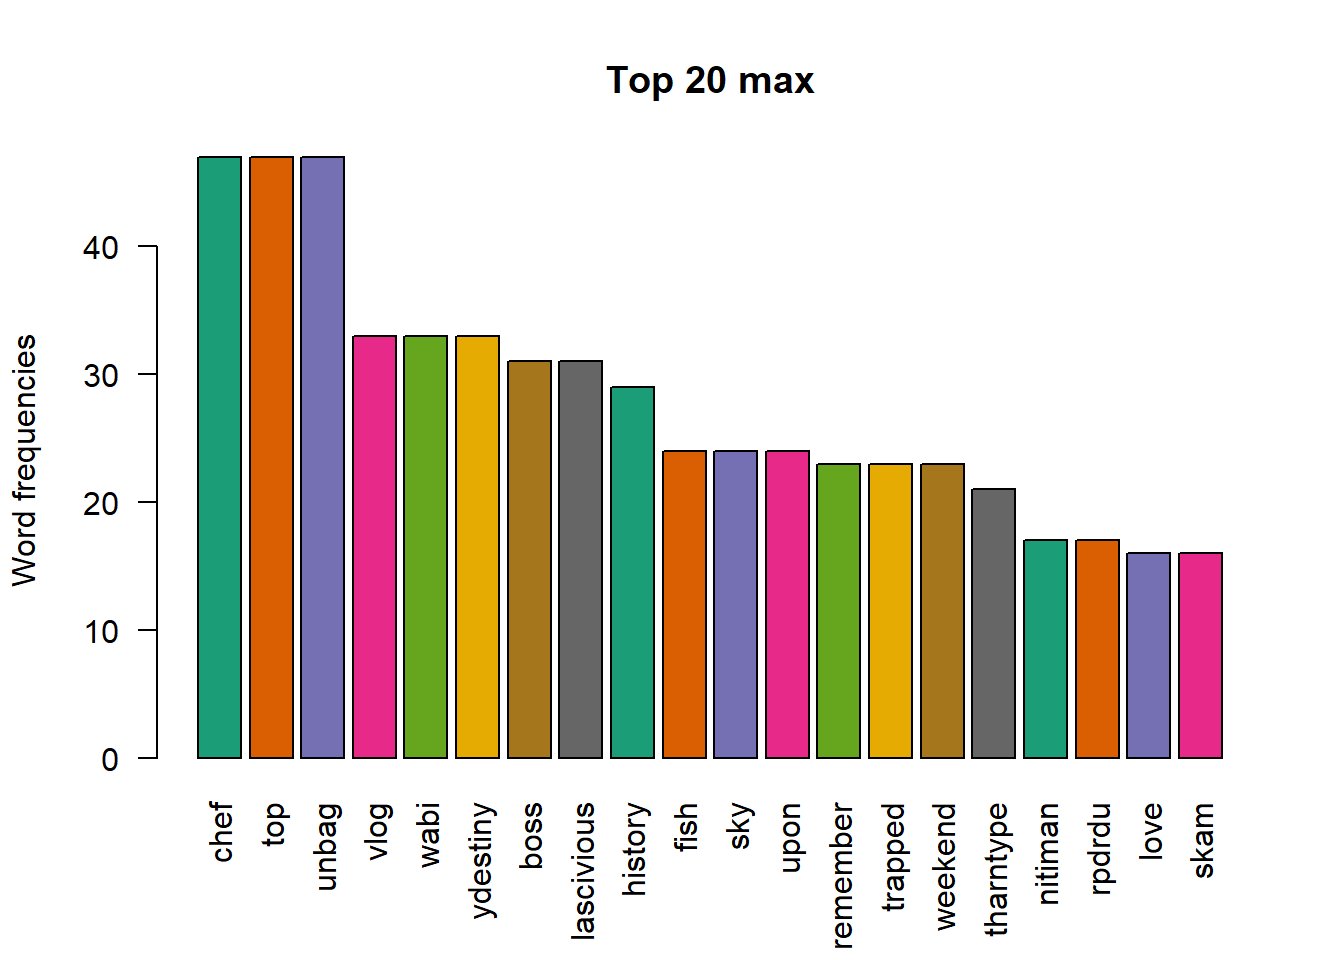 Top 20 max
Word frequencies
40
30
20
10
0
chef
top
unbag
vlog
wabi
ydestiny
boss
lascivious
history
fish
sky
upon
remember
trapped
weekend
tharntype
nitiman
rpdrdu
love
skam